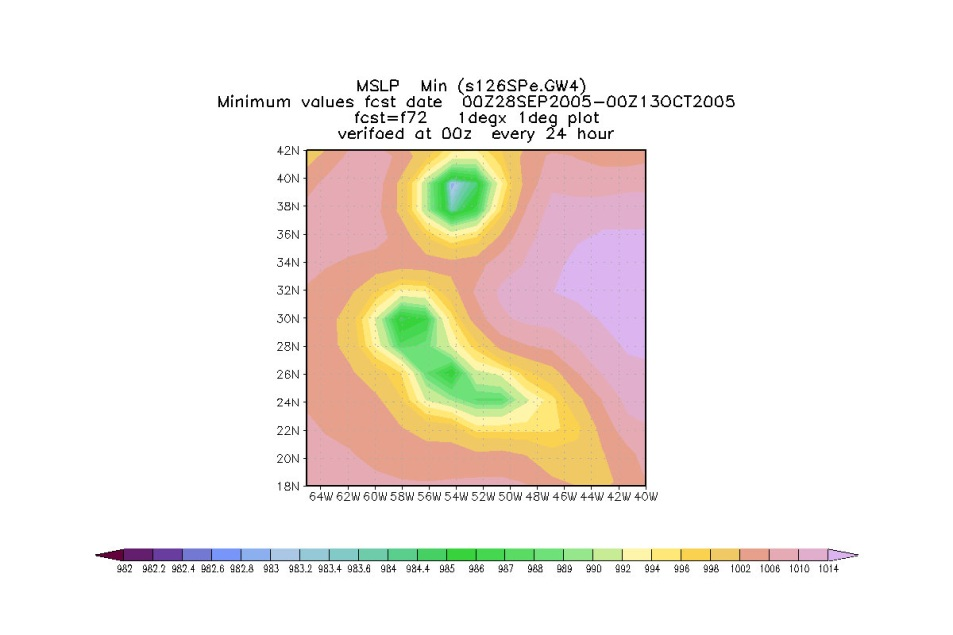 MSLP Min (s126SPe.GW4)
Minimum values fcst date 00Z28SEP2005-00Z13OCT2005
fcst=f72 1degx 1deg plot
verifoed at 00z every 24 hour
42N
40N
38N
36N
34N
32N
30N
28N
26N
24N
22N
20N
18N
64W 62W 60W 58W 56W 54W 52W 50W 48W 46W 44W 42W 40W
982 982.2 982.4 982.6 982.8 983 983.2 983.4 983.6 984 984.4 985 986 987 988 989 990 992 994 996 998 1002 1006 1010 1014